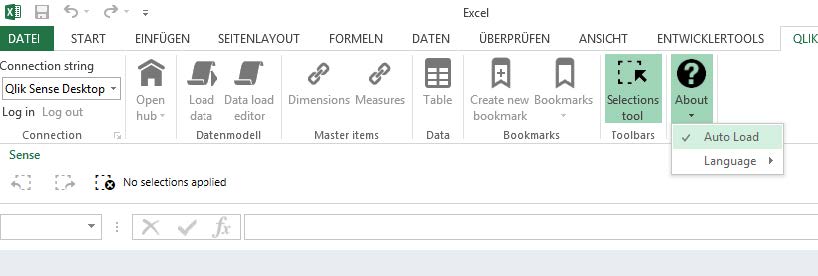 Excel
DATEI START EINFÜGEN SEITENLAYOUT FORMELN DATEN ÜBERPRÜFEN ANSICHT ENTWICKLERTOOLS QLIK
Connection string
Qlik Sense Desktop
Log in Log out
Connection
Open
hub
Load
data
Data load
editor
Datenmodell
Dimensions Measures
Master items
Table
Data
Create new
bookmark
Bookmarks
Bookmarks
Selections
tool
Toolbars
About
Auto Load
Language
Sense
No selections applied
fx